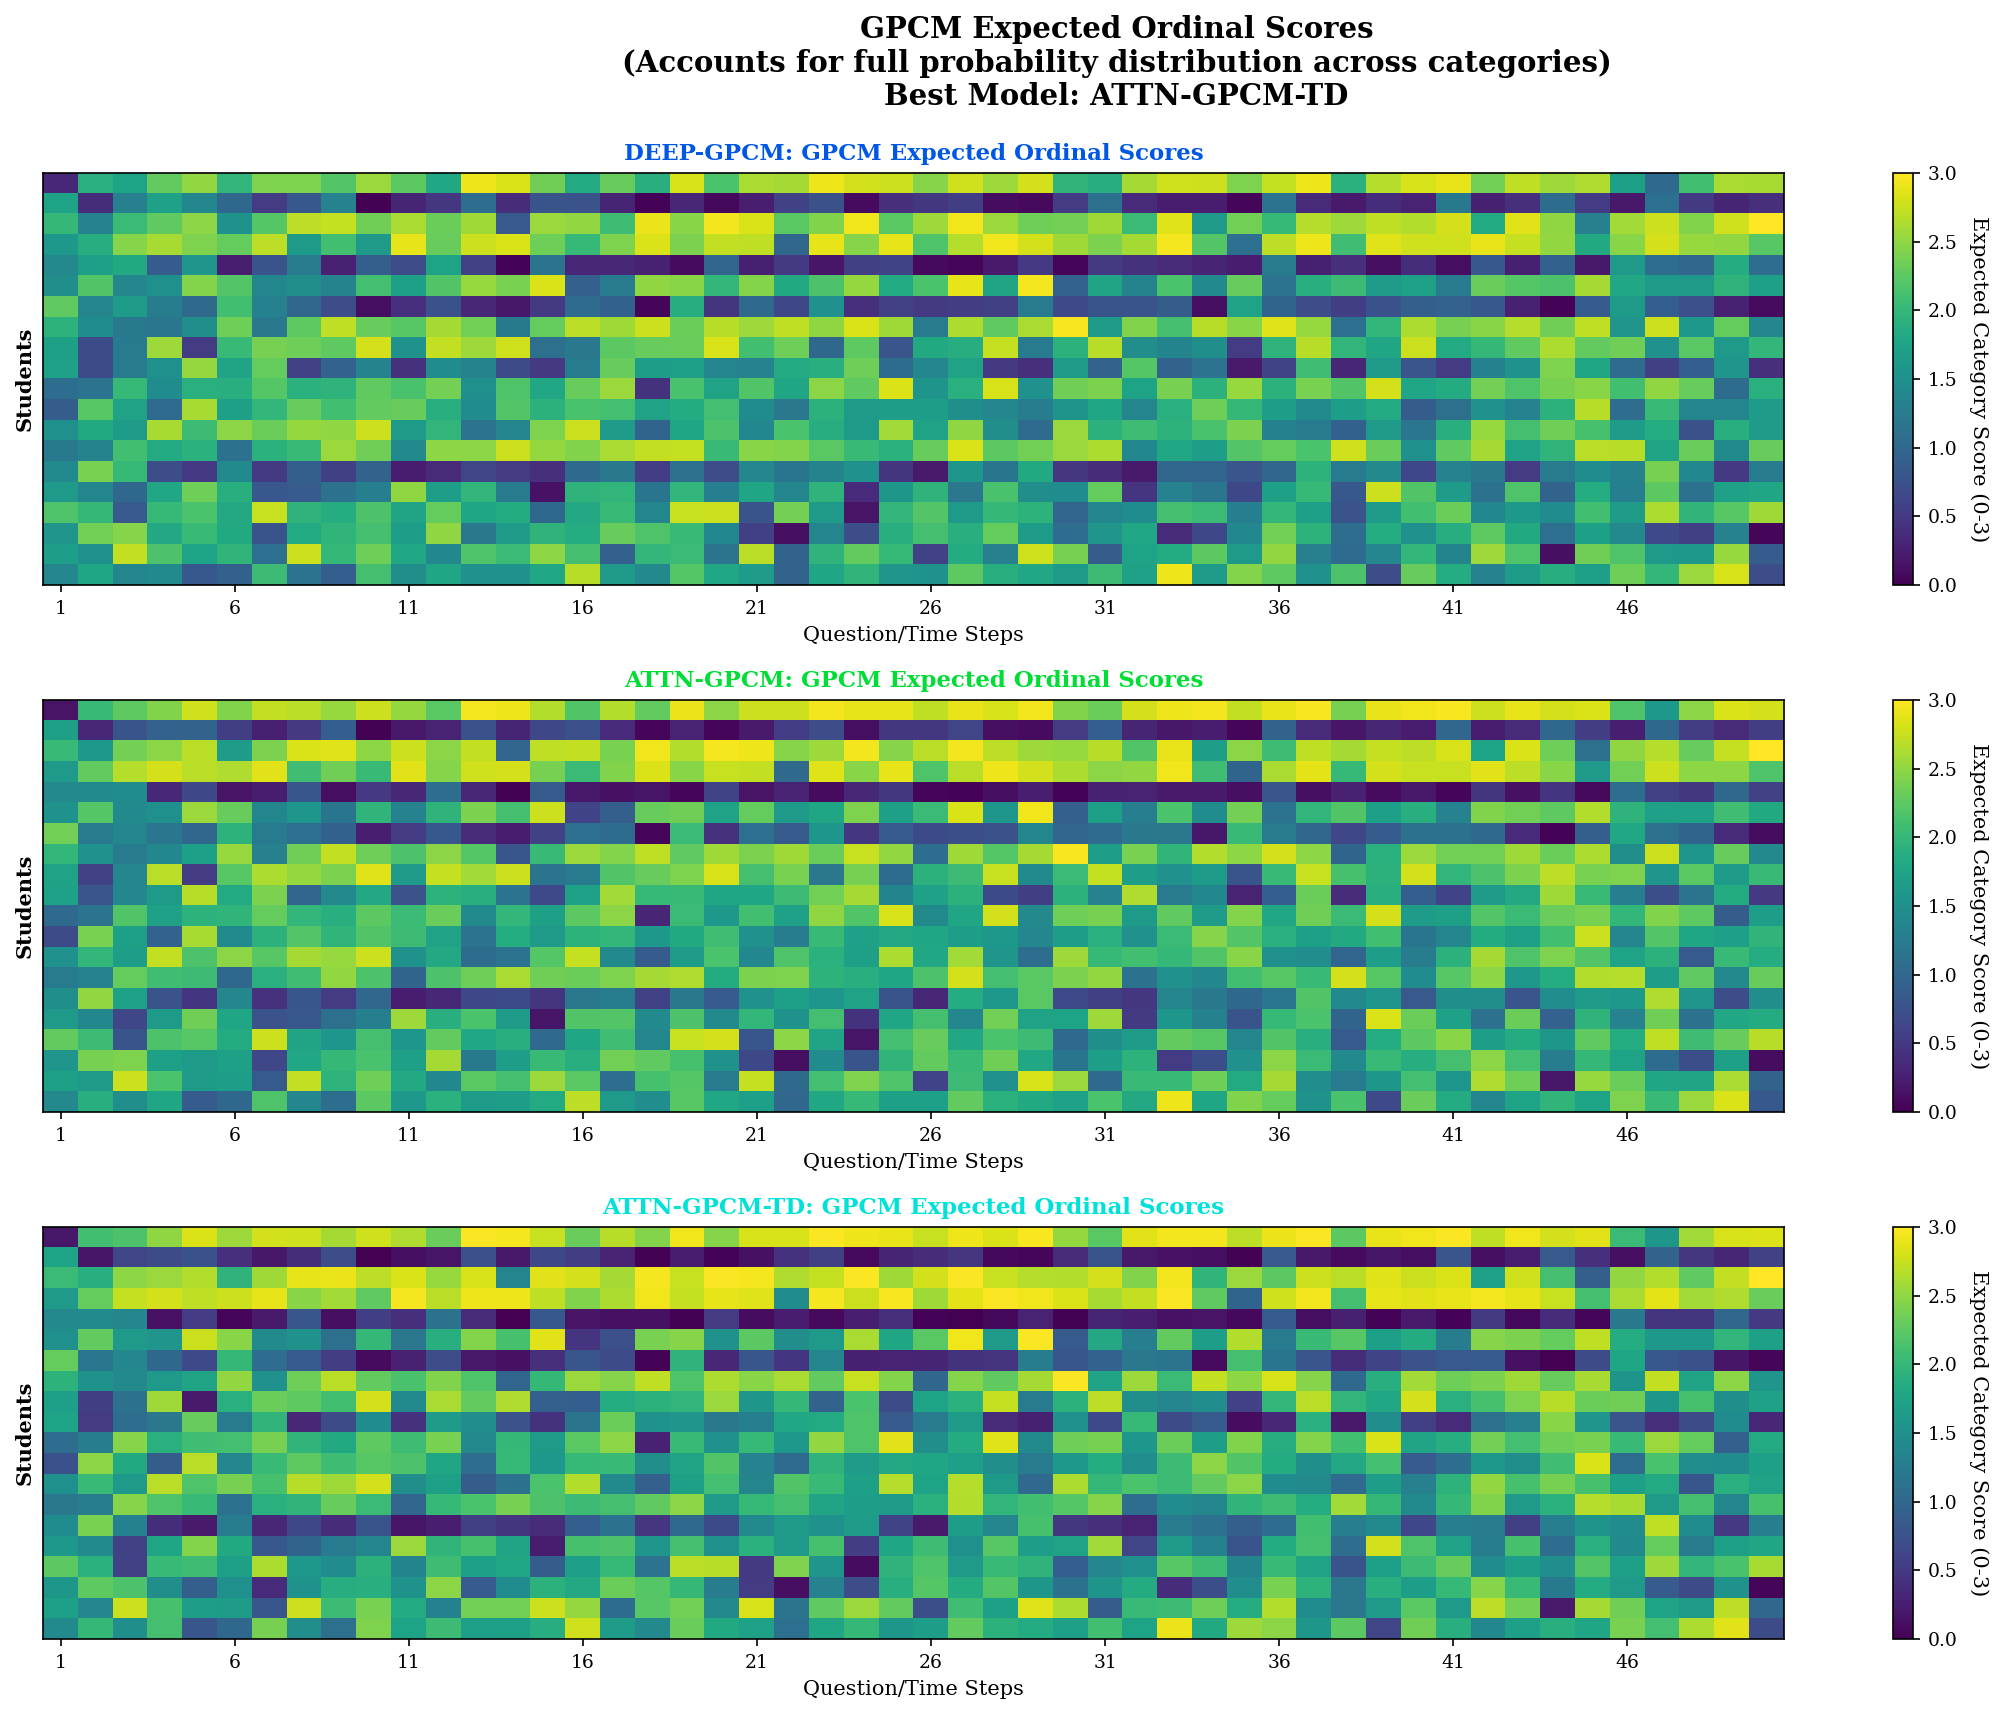 GPCM Expected Ordinal Scores
(Accounts for full probability distribution across categories)
Best Model: ATTN-GPCM-TD
DEEP-GPCM: GPCM Expected Ordinal Scores
Students
1 6 11 16 21 26 31 36 41 46
Question/Time Steps
3.0
2.5
2.0
1.5
1.0
0.5
0.0
Expected Category Score (0-3)
ATTN-GPCM: GPCM Expected Ordinal Scores
Students
1 6 11 16 21 26 31 36 41 46
Question/Time Steps
3.0
2.5
2.0
1.5
1.0
0.5
0.0
Expected Category Score (0-3)
ATTN-GPCM-TD: GPCM Expected Ordinal Scores
Students
1 6 11 16 21 26 31 36 41 46
Question/Time Steps
3.0
2.5
2.0
1.5
1.0
0.5
0.0
Expected Category Score (0-3)